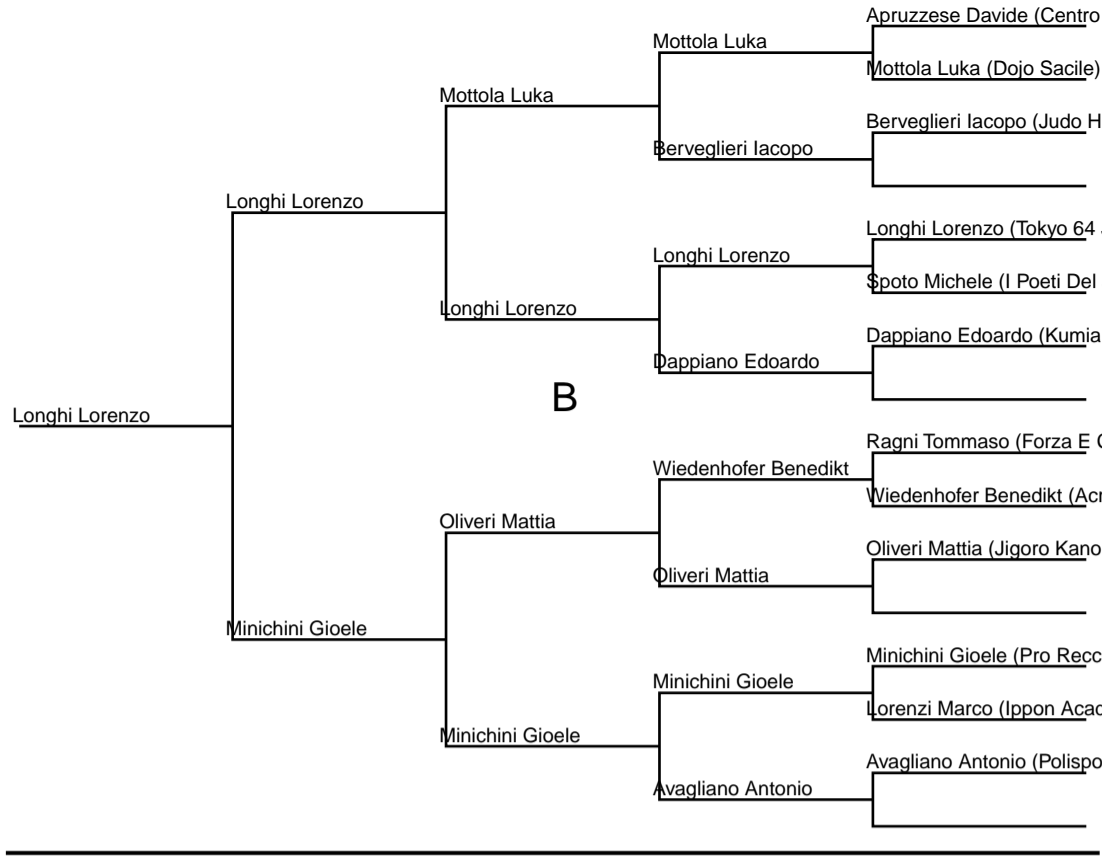 Apruzzese Davide (Centro
Mottola Luka
Mottola Luka (Dojo Sacile)
Mottola Luka
Berveglieri Iacopo (Judo H
Berveglieri Iacopo
Longhi Lorenzo
Longhi Lorenzo (Tokyo 64
Longhi Lorenzo
Spoto Michele (I Poeti Del
Longhi Lorenzo
Dappiano Edoardo (Kumia
Dappiano Edoardo
B
Longhi Lorenzo
Ragni Tommaso (Forza E
Wiedenhofer Benedikt
Wiedenhofer Benedikt (Acr
Oliveri Mattia
Oliveri Mattia (Jigoro Kano
Oliveri Mattia
Minichini Gioele
Minichini Gioele (Pro Recc
Minichini Gioele
Lorenzi Marco (Ippon Acad
Minichini Gioele
Avagliano Antonio (Polispo
Avagliano Antonio